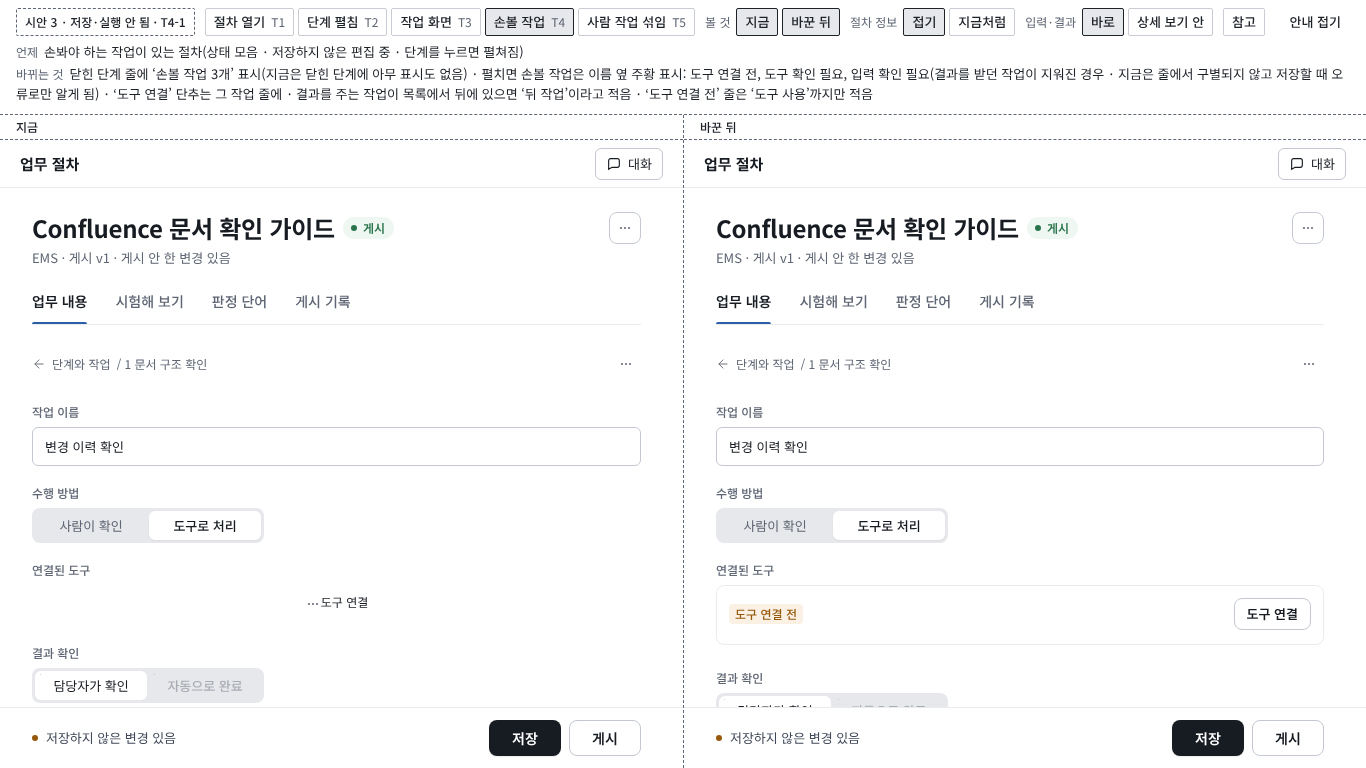 시안 3 · 저장·실행 안 됨 · T4-1 절차 열기 T1 단계 펼침 T2 작업 화면 T3 손볼 작업 T4 사람 작업 섞임 T5 볼 것 지금 바꾼 뒤 절차 정보 접기 지금처럼 입력·결과 바로 상세 보기 안 참고 안내 접기
언제 손봐야 하는 작업이 있는 절차(상태 모음 · 저장하지 않은 편집 중 · 단계를 누르면 펼쳐짐)
바뀌는 것 닫힌 단계 줄에 ‘손볼 작업 3개’ 표시(지금은 닫힌 단계에 아무 표시도 없음) · 펼치면 손볼 작업은 이름 옆 주황 표시: 도구 연결 전, 도구 확인 필요, 입력 확인 필요(결과를 받던 작업이 지워진 경우 · 지금은 줄에서 구별되지 않고 저장할 때 오
류로만 알게 됨) · ‘도구 연결’ 단추는 그 작업 줄에 · 결과를 주는 작업이 목록에서 뒤에 있으면 ‘뒤 작업’이라고 적음 · ‘도구 연결 전’ 줄은 ‘도구 사용’까지만 적음
지금
업무 절차
대화
Confluence 문서 확인 가이드
게시
EMS · 게시 v1 · 게시 안 한 변경 있음
업무 내용 시험해 보기 판정 단어 게시 기록
← 단계와 작업 / 1 문서 구조 확인
작업 이름
변경 이력 확인
수행 방법
사람이 확인 도구로 처리
연결된 도구
... 도구 연결
결과 확인
담당자가 확인 자동으로 완료
저장하지 않은 변경 있음
저장 게시
바꾼 뒤
업무 절차
대화
Confluence 문서 확인 가이드
게시
EMS · 게시 v1 · 게시 안 한 변경 있음
업무 내용 시험해 보기 판정 단어 게시 기록
← 단계와 작업 / 1 문서 구조 확인
작업 이름
변경 이력 확인
수행 방법
사람이 확인 도구로 처리
연결된 도구
도구 연결 전 도구 연결
결과 확인
저장하지 않은 변경 있음
저장 게시